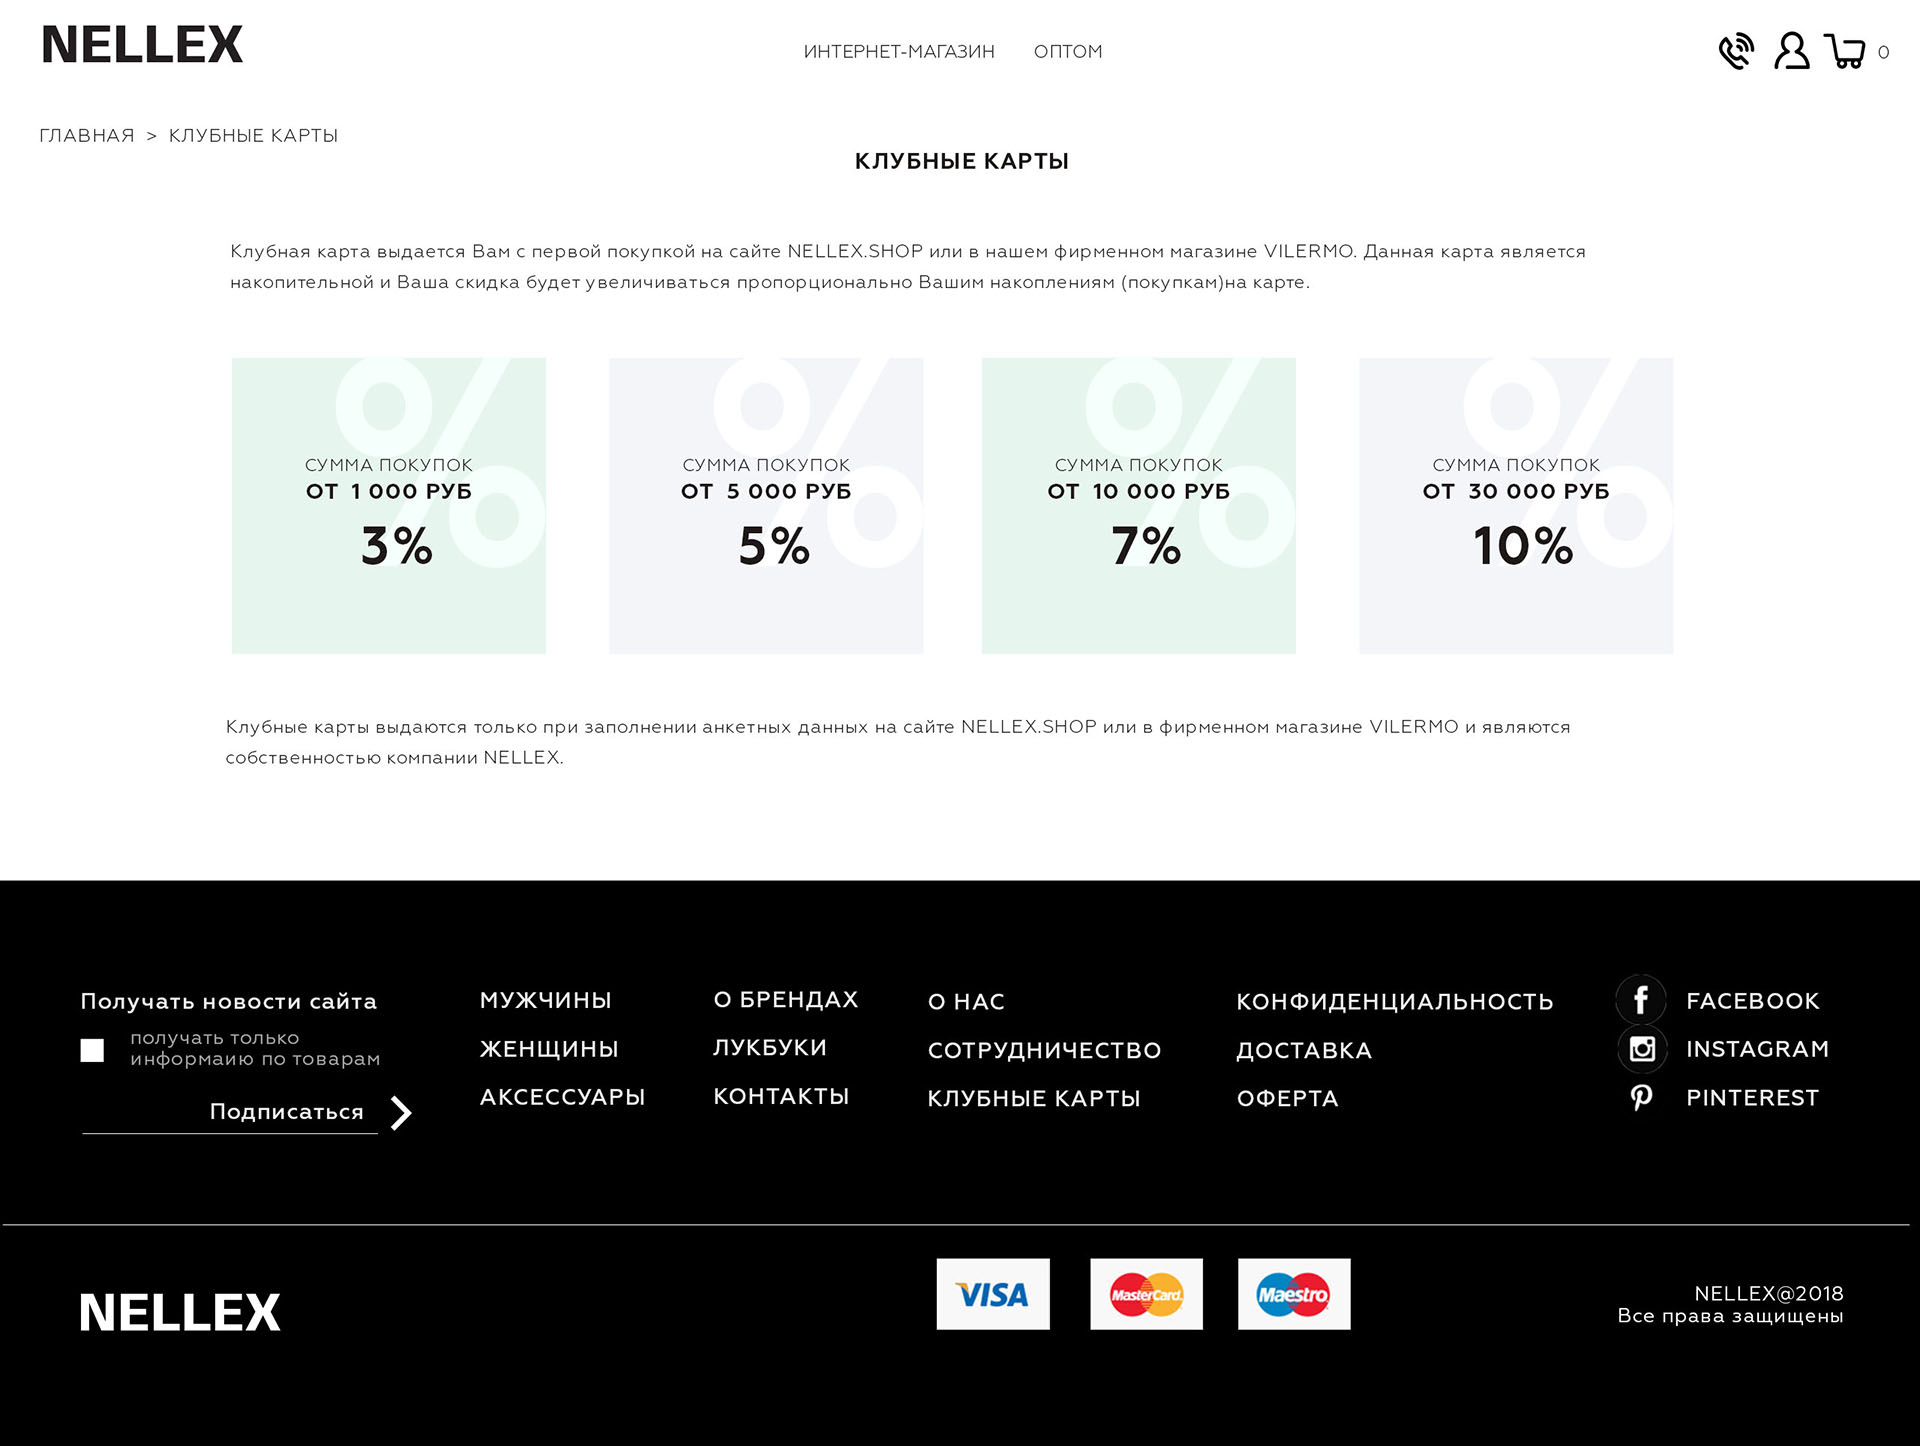 NELLEX
ИНТЕРНЕТ-МАГАЗИН ОПТОМ
0
ГЛАВНАЯ > КЛУБНЫЕ КАРТЫ
КЛУБНЫЕ КАРТЫ
Клубная карта выдается Вам с первой покупкой на сайте NELLEX.SHOP или в нашем фирменном магазине VILERMO. Данная карта является
накопительной и Ваша скидка будет увеличиваться пропорционально Вашим накоплениям (покупкам)на карте.
%
СУММА ПОКУПОК
ОТ 1 000 РУБ
3%
%
СУММА ПОКУПОК
ОТ 5 000 РУБ
5%
%
СУММА ПОКУПОК
ОТ 10 000 РУБ
7%
%
СУММА ПОКУПОК
ОТ 30 000 РУБ
10%
Клубные карты выдаются только при заполнении анкетных данных на сайте NELLEX.SHOP или в фирменном магазине VILERMO и являются
собственностью компании NELLEX.
Получать новости сайта
получать только
информаию по товарам
Подписаться
МУЖЧИНЫ
ЖЕНЩИНЫ
АКСЕССУАРЫ
О БРЕНДАХ
ЛУКБУКИ
КОНТАКТЫ
О НАС
СОТРУДНИЧЕСТВО
КЛУБНЫЕ КАРТЫ
КОНФИДЕНЦИАЛЬНОСТЬ
ДОСТАВКА
ОФЕРТА
FACEBOOK
INSTAGRAM
PINTEREST
NELLEX
VISA
MasterCard
Maestro
NELLEX@2018
Все права защищены